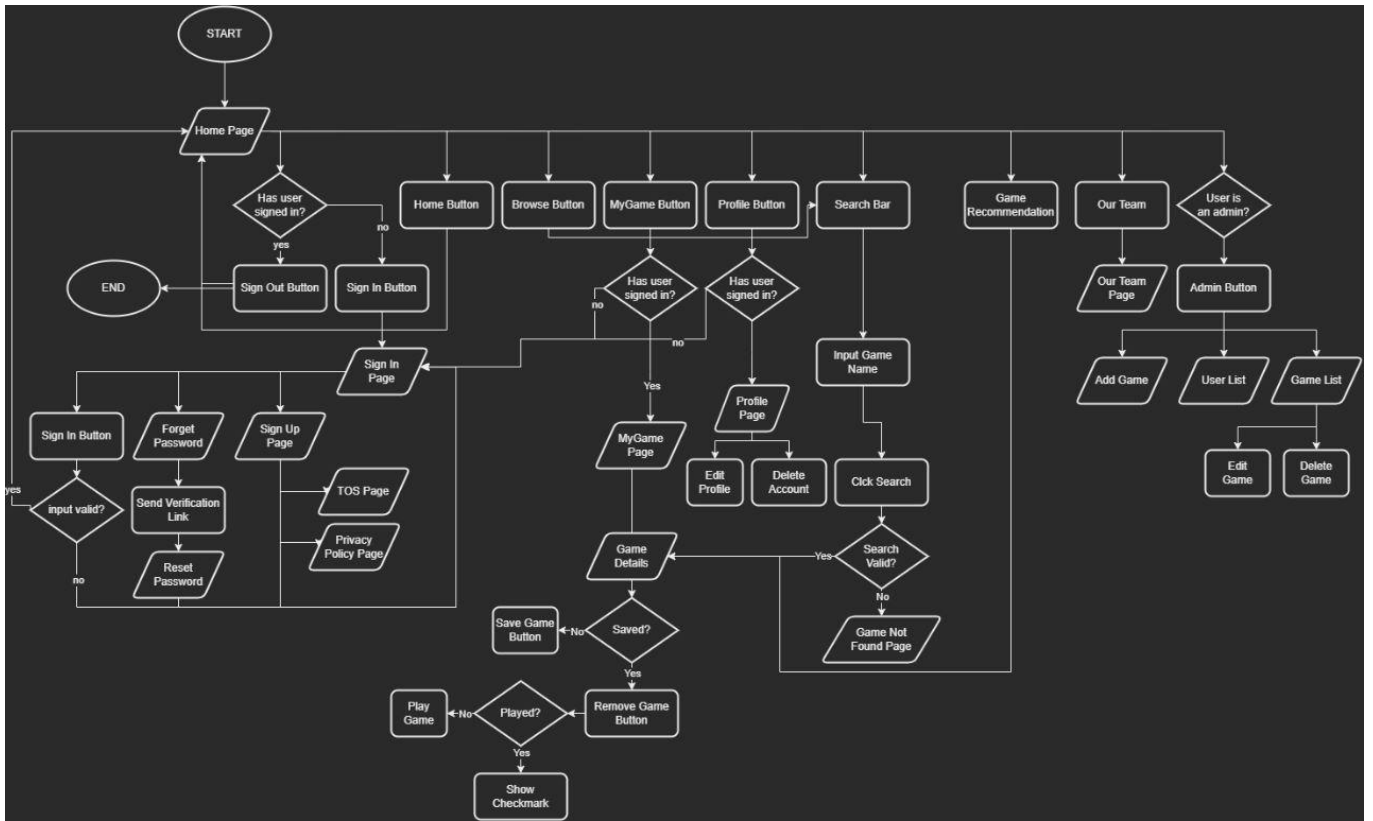 START
Home Page
Has user
signed in?
no
yes
Home Button
Browse Button
MyGame Button
Profile Button
Search Bar
Game
Recommendation
Our Team
User is
an admin?
END
Sign Out Button
Sign In Button
Has user
signed in?
no
Has user
signed in?
no
Our Team
Page
Admin Button
Sign In
Page
Yes
Input Game
Name
Add Game
User List
Game List
Profile
Page
Sign In Button
Forget
Password
Sign Up
Page
MyGame
Page
Edit
Profile
Delete
Account
Clck Search
Edit
Game
Delete
Game
yes
input valid?
no
Send Verification
Link
TOS Page
Privacy
Policy Page
Reset
Password
Game
Details
Yes
Search
Valid?
No
Game Not
Found Page
Save Game
Button
No
Saved?
Yes
Play
Game
No
Played?
Remove Game
Button
Yes
Show
Checkmark